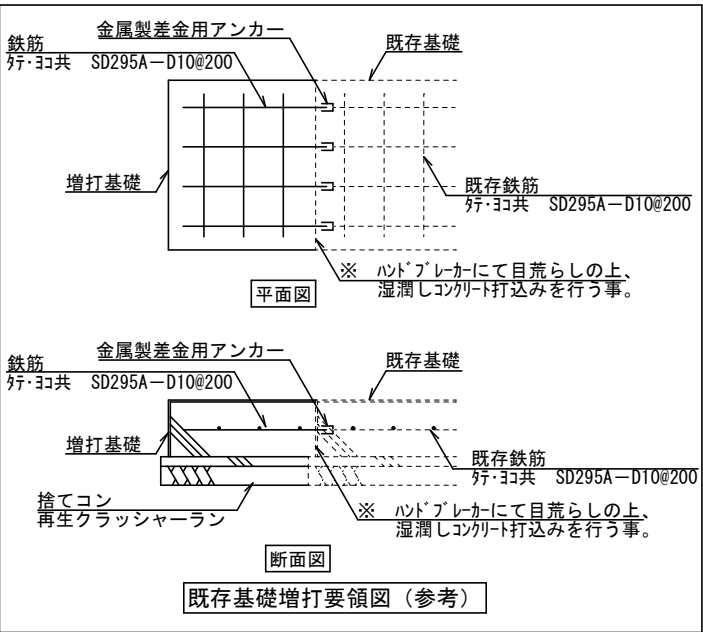 金属製差金用アンカー
既存基礎
鉄筋
ﾀﾃ･ﾖｺ共 SD295A－D10@200
増打基礎
既存鉄筋
ﾀﾃ･ﾖｺ共 SD295A－D10@200
※ ﾊﾝﾄﾞﾌﾞﾚｰｶｰにて目荒らしの上、
湿潤しｺﾝｸﾘｰﾄ打込みを行う事。
平面図
金属製差金用アンカー
既存基礎
鉄筋
ﾀﾃ･ﾖｺ共 SD295A－D10@200
増打基礎
既存鉄筋
ﾀﾃ･ﾖｺ共 SD295A－D10@200
捨てコン
再生クラッシャーラン
※ ﾊﾝﾄﾞﾌﾞﾚｰｶｰにて目荒らしの上、
湿潤しｺﾝｸﾘｰﾄ打込みを行う事。
断面図
既存基礎増打要領図（参考）